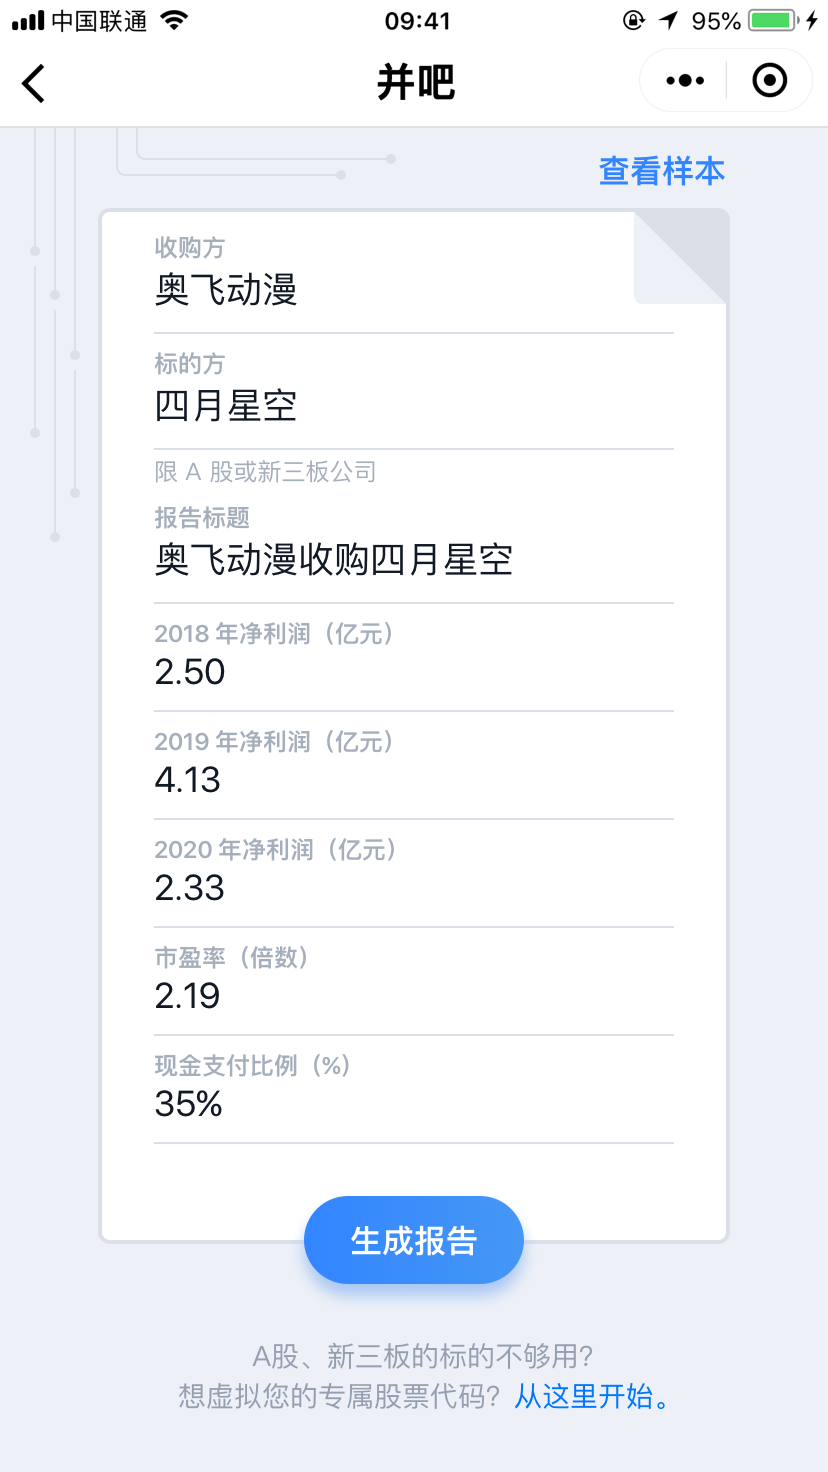 中国联通
09:41
95%
并吧
查看样本
收购方
奥飞动漫
标的方
四月星空
限 A 股或新三板公司
报告标题
奥飞动漫收购四月星空
2018 年净利润（亿元）
2.50
2019 年净利润（亿元）
4.13
2020 年净利润（亿元）
2.33
市盈率（倍数）
2.19
现金支付比例（%）
35%
生成报告
A股、新三板的标的不够用?
想虚拟您的专属股票代码? 从这里开始。